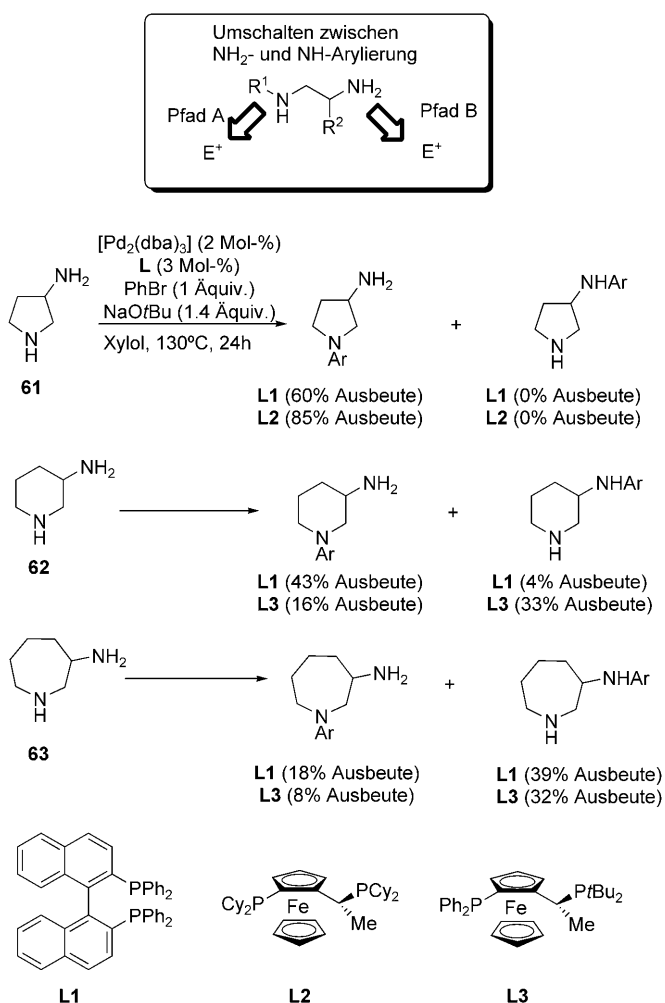 Umschalten zwischen
NH₂- und NH-Arylierung
R¹ N H NH₂ R²
Pfad A
Pfad B
E⁺
E⁺
[Pd₂(dba)₃] (2 Mol-%)
L (3 Mol-%)
PhBr (1 Äquiv.)
NaOtBu (1.4 Äquiv.)
Xylol, 130ºC, 24h
NH₂
N
H
61
NH₂
N
Ar
+
NHAr
N
H
L1 (60% Ausbeute)
L2 (85% Ausbeute)
L1 (0% Ausbeute)
L2 (0% Ausbeute)
NH₂
N
H
62
NH₂
N
Ar
+
NHAr
N
H
L1 (43% Ausbeute)
L3 (16% Ausbeute)
L1 (4% Ausbeute)
L3 (33% Ausbeute)
NH₂
N
H
63
NH₂
N
Ar
+
NHAr
N
H
L1 (18% Ausbeute)
L3 (8% Ausbeute)
L1 (39% Ausbeute)
L3 (32% Ausbeute)
PPh₂
PPh₂
L1
Cy₂P Fe PCy₂
Me
L2
Ph₂P Fe PtBu₂
Me
L3